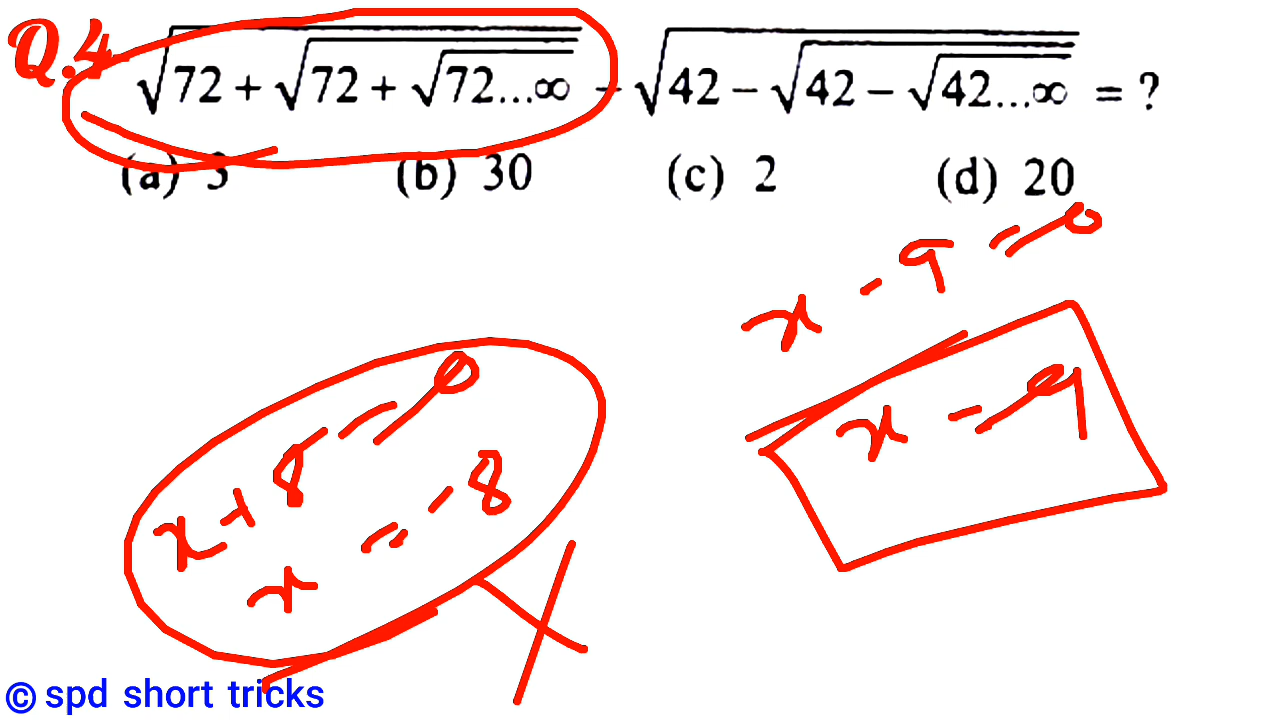 Q.4 √72 + √72 + √72...∞ − √42 − √42 − √42...∞ = ?
(a) 3 (b) 30 (c) 2 (d) 20
x - 9 = 0
x = 9
x + 8 = 0
x = -8
© spd short tricks